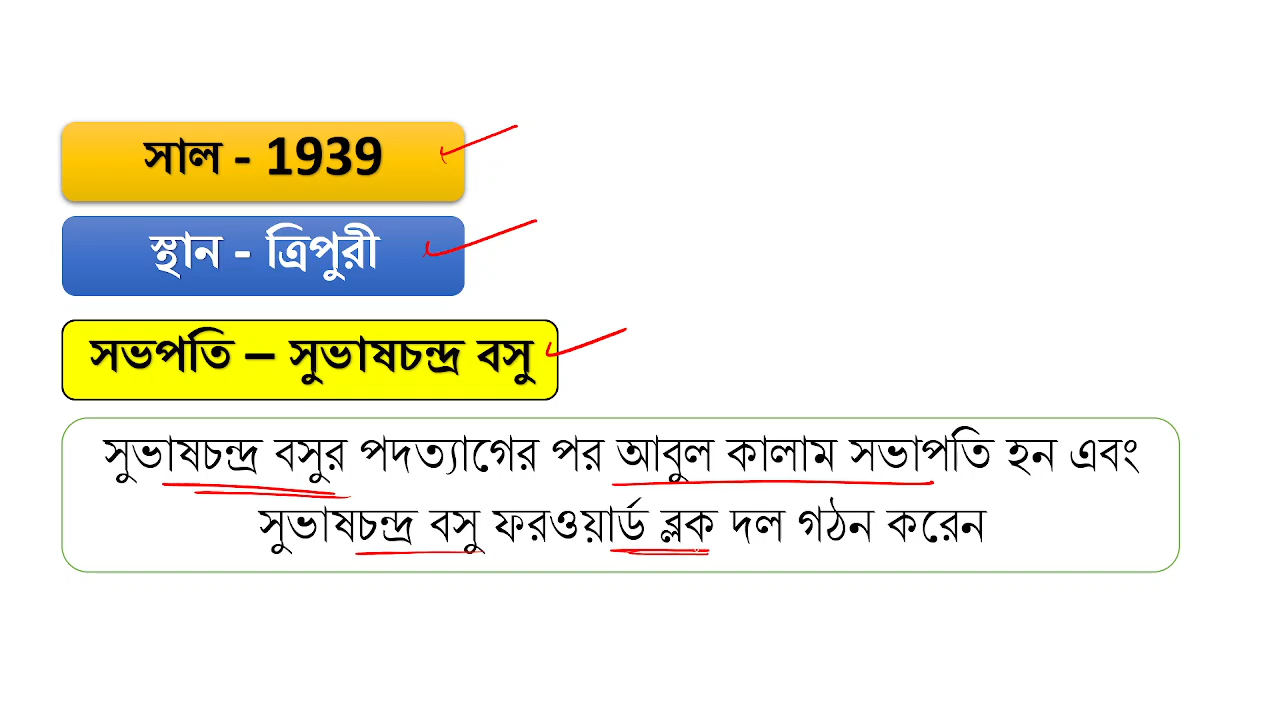 সাল - 1939
স্থান - ত্রিপুরী
সভপতি – সুভাষচন্দ্র বসু
সুভাষচন্দ্র বসুর পদত্যাগের পর আবুল কালাম সভাপতি হন এবং
সুভাষচন্দ্র বসু ফরওয়ার্ড ব্লক দল গঠন করেন